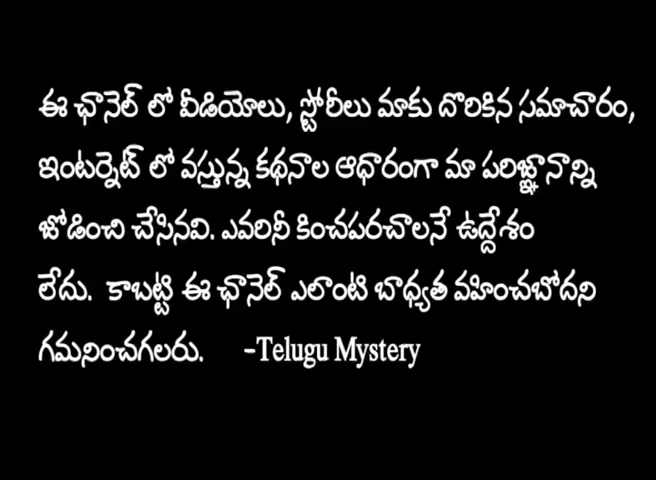 ఈ ఛానెల్ లో వీడియోలు, స్టోరీలు మాకు దొరికిన సమాచారం,
ఇంటర్నెట్ లో వస్తున్న కథనాల ఆధారంగా మా పరిజ్ఞానాన్ని
జోడించి చేసినవి. ఎవరినీ కించపరచాలనే ఉద్దేశం
లేదు. కాబట్టి ఈ ఛానెల్ ఎలాంటి బాధ్యత వహించబోదని
గమనించగలరు. -Telugu Mystery